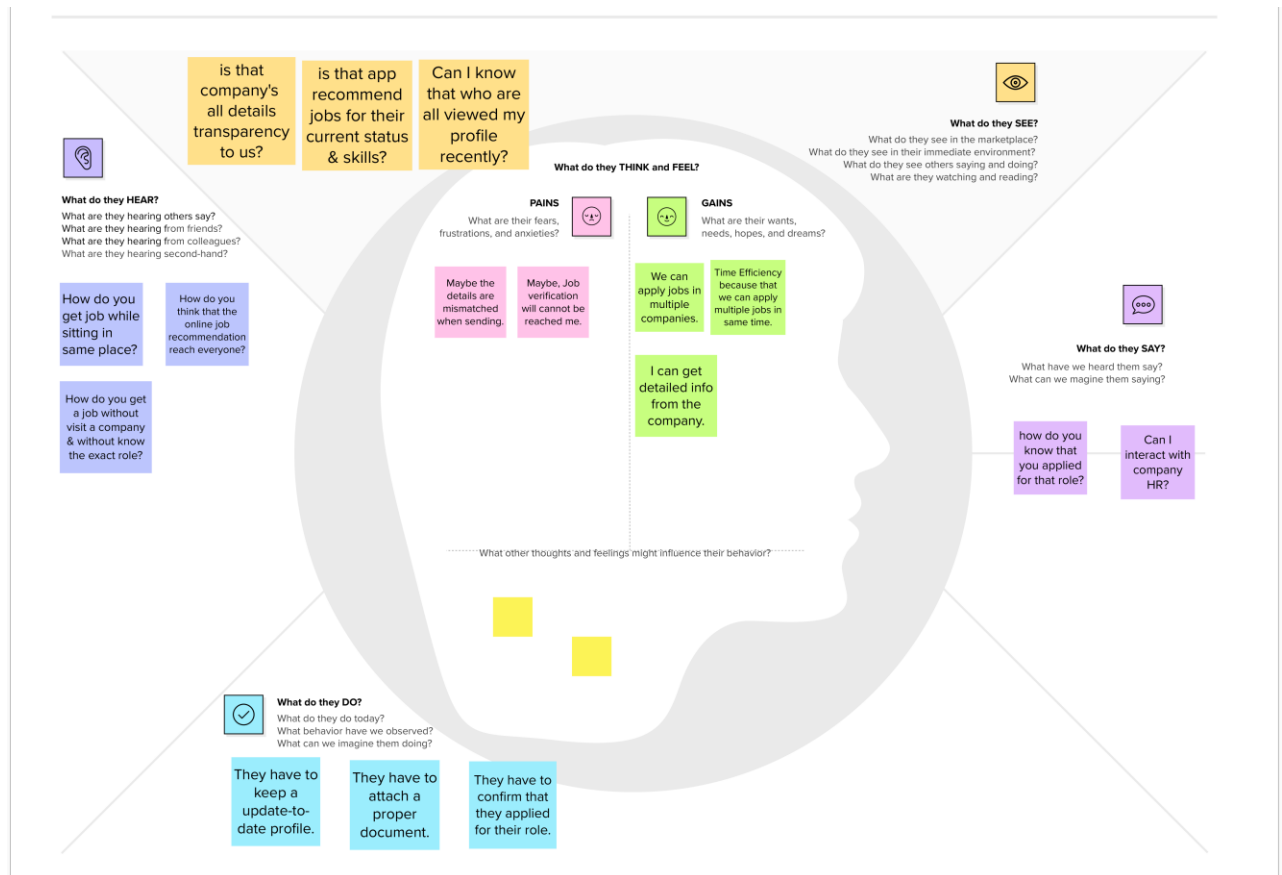 is that
company's
all details
transparency
to us?
is that app
recommend
jobs for their
current status
& skills?
Can I know
that who are
all viewed my
profile
recently?
What do they SEE?
What do they see in the marketplace?
What do they see in their immediate environment?
What do they see others saying and doing?
What are they watching and reading?
What do they HEAR?
What are they hearing others say?
What are they hearing from friends?
What are they hearing from colleagues?
What are they hearing second-hand?
How do you
get job while
sitting in
same place?
How do you
think that the
online job
recommendation
reach everyone?
How do you get
a job without
visit a company
& without know
the exact role?
What do they THINK and FEEL?
PAINS
What are their fears,
frustrations, and anxieties?
Maybe the
details are
mismatched
when sending.
Maybe, Job
verification
will cannot be
reached me.
GAINS
What are their wants,
needs, hopes, and dreams?
We can
apply jobs in
multiple
companies.
Time Efficiency
because that
we can apply
multiple jobs in
same time.
I can get
detailed info
from the
company.
What other thoughts and feelings might influence their behavior?
What do they SAY?
What have we heard them say?
What can we magine them saying?
how do you
know that
you applied
for that role?
Can I
interact with
company
HR?
What do they DO?
What do they do today?
What behavior have we observed?
What can we imagine them doing?
They have to
keep a
update-to-
date profile.
They have to
attach a
proper
document.
They have to
confirm that
they applied
for their role.